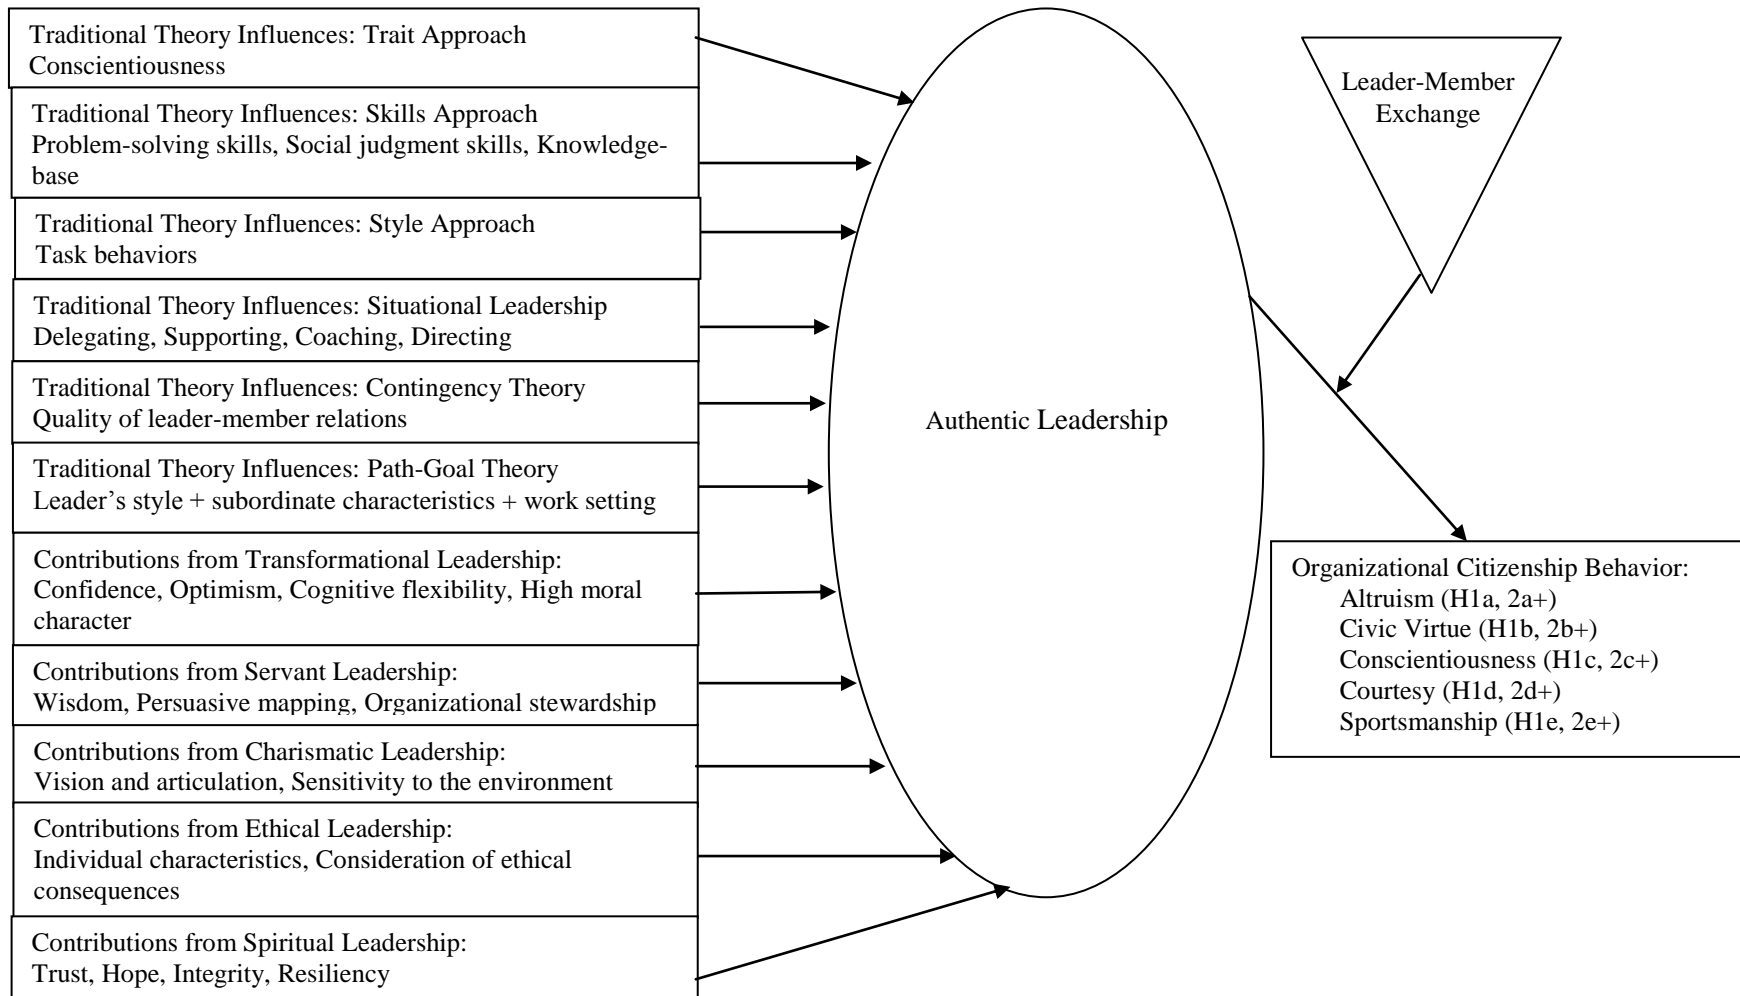 Traditional Theory Influences: Trait Approach
Conscientiousness
Traditional Theory Influences: Skills Approach
Problem-solving skills, Social judgment skills, Knowledge-
base
Traditional Theory Influences: Style Approach
Task behaviors
Traditional Theory Influences: Situational Leadership
Delegating, Supporting, Coaching, Directing
Traditional Theory Influences: Contingency Theory
Quality of leader-member relations
Traditional Theory Influences: Path-Goal Theory
Leader’s style + subordinate characteristics + work setting
Contributions from Transformational Leadership:
Confidence, Optimism, Cognitive flexibility, High moral
character
Contributions from Servant Leadership:
Wisdom, Persuasive mapping, Organizational stewardship
Contributions from Charismatic Leadership:
Vision and articulation, Sensitivity to the environment
Contributions from Ethical Leadership:
Individual characteristics, Consideration of ethical
consequences
Contributions from Spiritual Leadership:
Trust, Hope, Integrity, Resiliency
Authentic Leadership
Leader-Member
Exchange
Organizational Citizenship Behavior:
Altruism (H1a, 2a+)
Civic Virtue (H1b, 2b+)
Conscientiousness (H1c, 2c+)
Courtesy (H1d, 2d+)
Sportsmanship (H1e, 2e+)